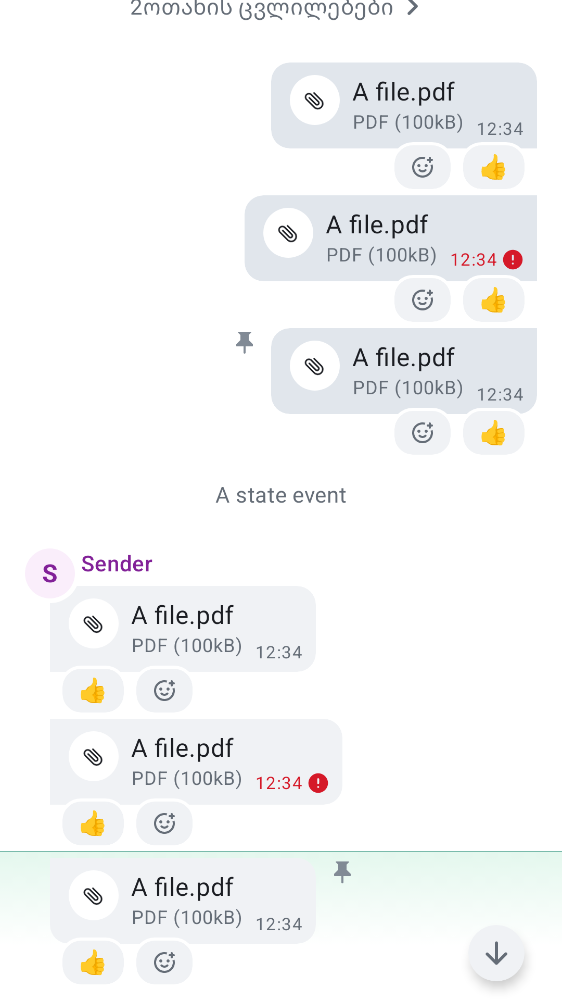 2ოთახის ცვლილებები
A file.pdf
PDF (100kB) 12:34
A file.pdf
PDF (100kB) 12:34
A file.pdf
PDF (100kB) 12:34
A state event
S Sender
A file.pdf
PDF (100kB) 12:34
A file.pdf
PDF (100kB) 12:34
A file.pdf
PDF (100kB) 12:34